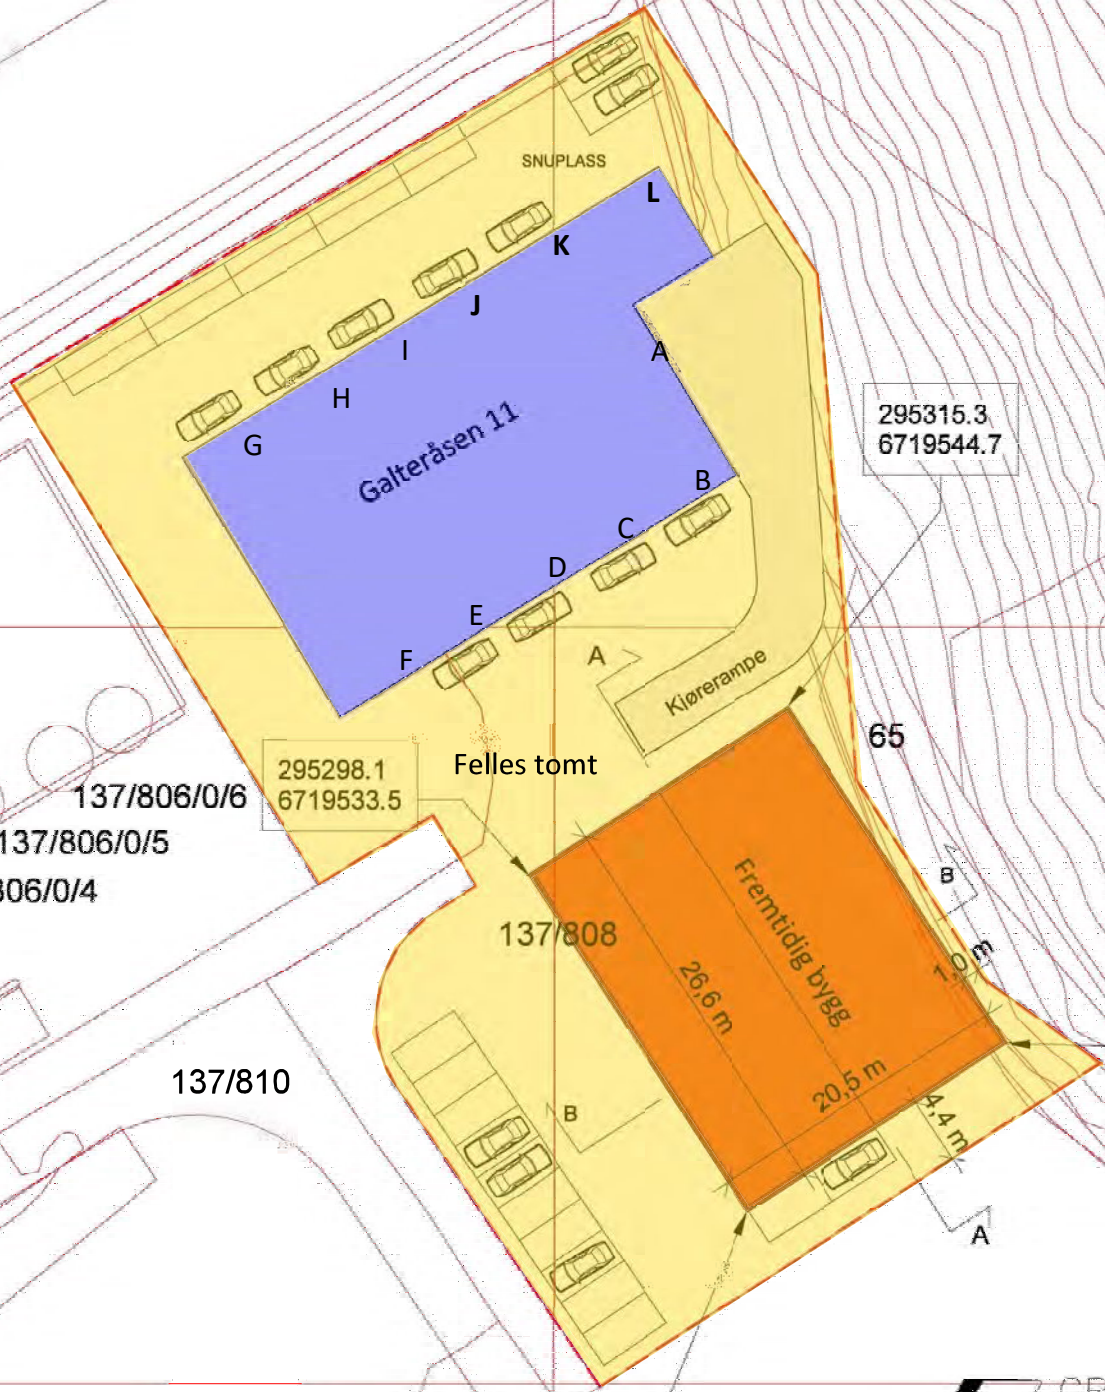 SNUPLASS
L
K
J
A
I
H
295315.3
6719544.7
G
Galteråsen 11
B
C
D
E
F
A
Kjørerampe
65
Felles tomt
295298.1
6719533.5
137/806/0/6
137/806/0/5
806/0/4
B
137/808
Fremtidig bygg
1,0 m
26,6 m
137/810
20,5 m
B
4,4 m
A